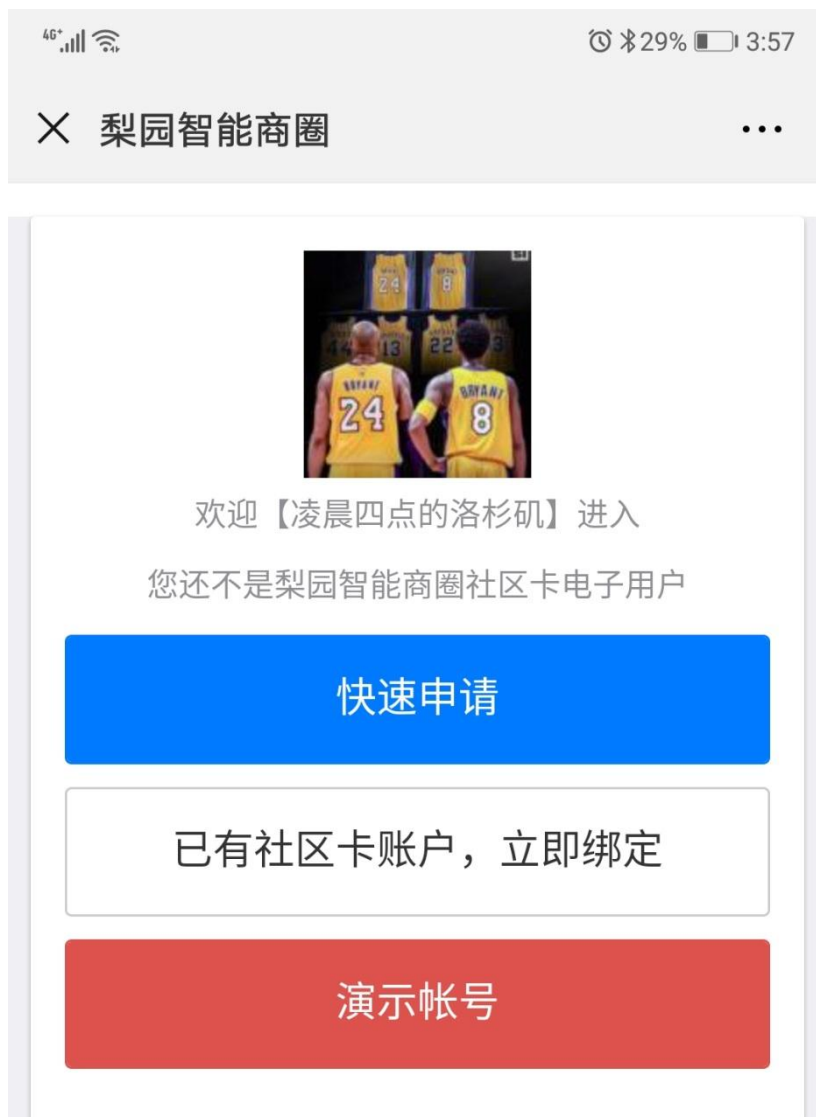 4G+ 29% 3:57
梨园智能商圈
SI
24 8
44 13 22
BRYANT BRYANT
24 8
欢迎【凌晨四点的洛杉矶】进入
您还不是梨园智能商圈社区卡电子用户
快速申请
已有社区卡账户，立即绑定
演示帐号